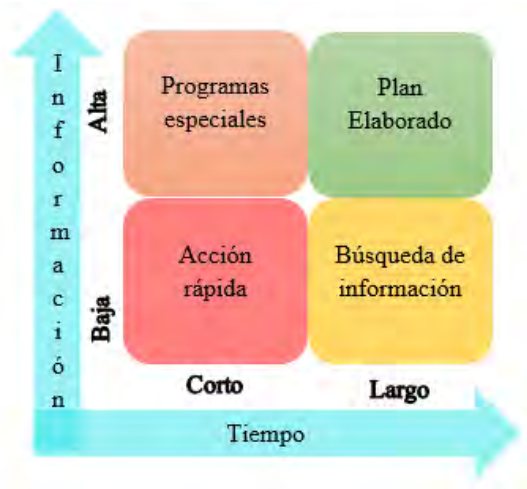 Información
Alta
Programas
especiales
Plan
Elaborado
Baja
Acción
rápida
Búsqueda de
información
Corto
Largo
Tiempo